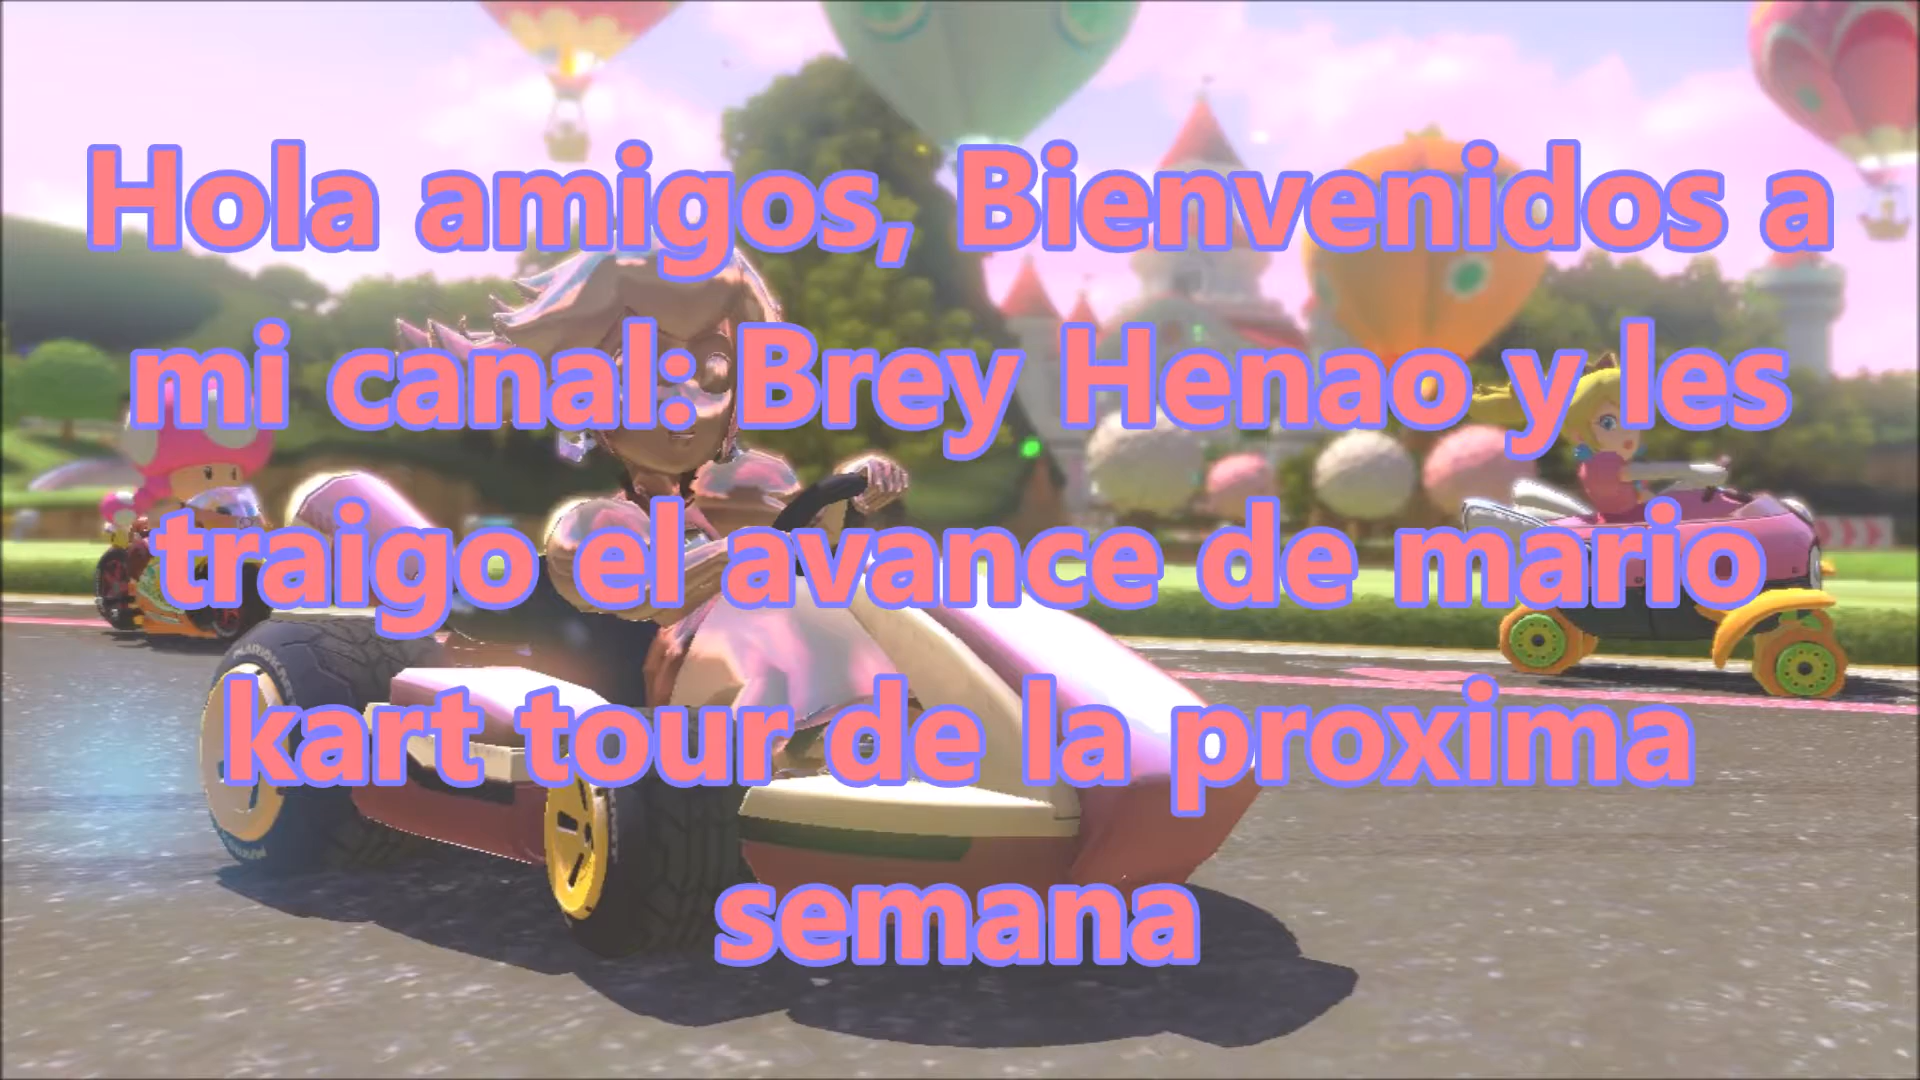 Hola amigos, Bienvenidos a
mi canal: Brey Henao y les
traigo el avance de mario
kart tour de la proxima
semana